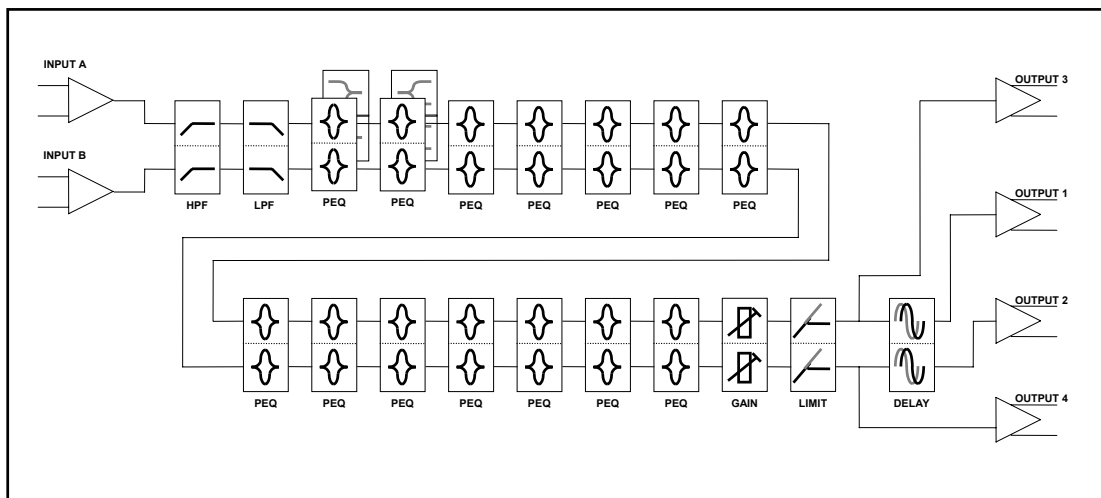 INPUT A
OUTPUT 3
INPUT B
OUTPUT 1
HPF LPF PEQ PEQ PEQ PEQ PEQ PEQ PEQ
OUTPUT 2
PEQ PEQ PEQ PEQ PEQ PEQ PEQ GAIN LIMIT DELAY
OUTPUT 4